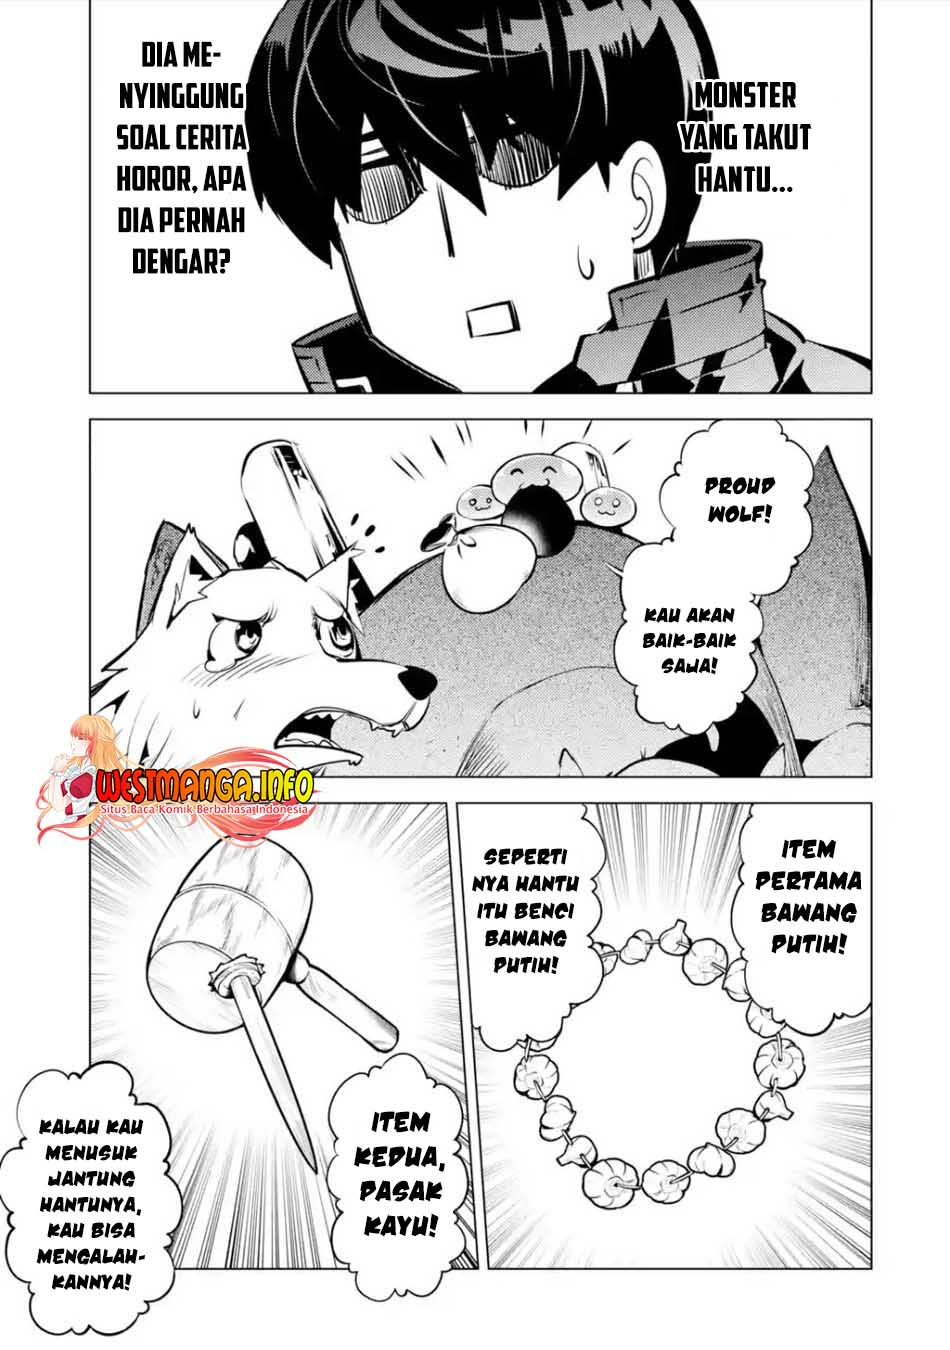 MONSTER
YANG TAKUT
HANTU...
DIA ME-
NYINGGUNG
SOAL CERITA
HOROR, APA
DIA PERNAH
DENGAR?
PROUD
WOLF!
KAU AKAN
BAIK-BAIK
SAJA!
WESTMANGA.INFO
Situs Baca Komik Berbahasa Indonesia
ITEM
PERTAMA
BAWANG
PUTIH!
SEPERTI
NYA HANTU
ITU BENCI
BAWANG
PUTIH!
ITEM
KEDUA,
PASAK
KAYU!
KALAU KAU
MENUSUK
JANTUNG
HANTUNYA,
KAU BISA
MENGALAH-
KANNYA!